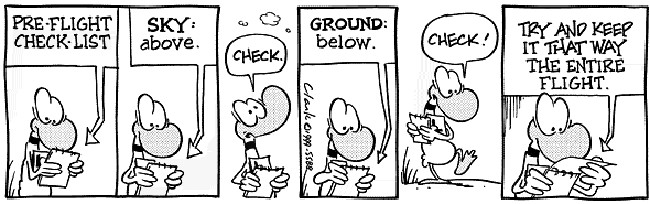 PRE-FLIGHT
CHECK-LIST
SKY:
above.
CHECK.
GROUND:
below.
CHECK!
TRY AND KEEP
IT THAT WAY
THE ENTIRE
FLIGHT.